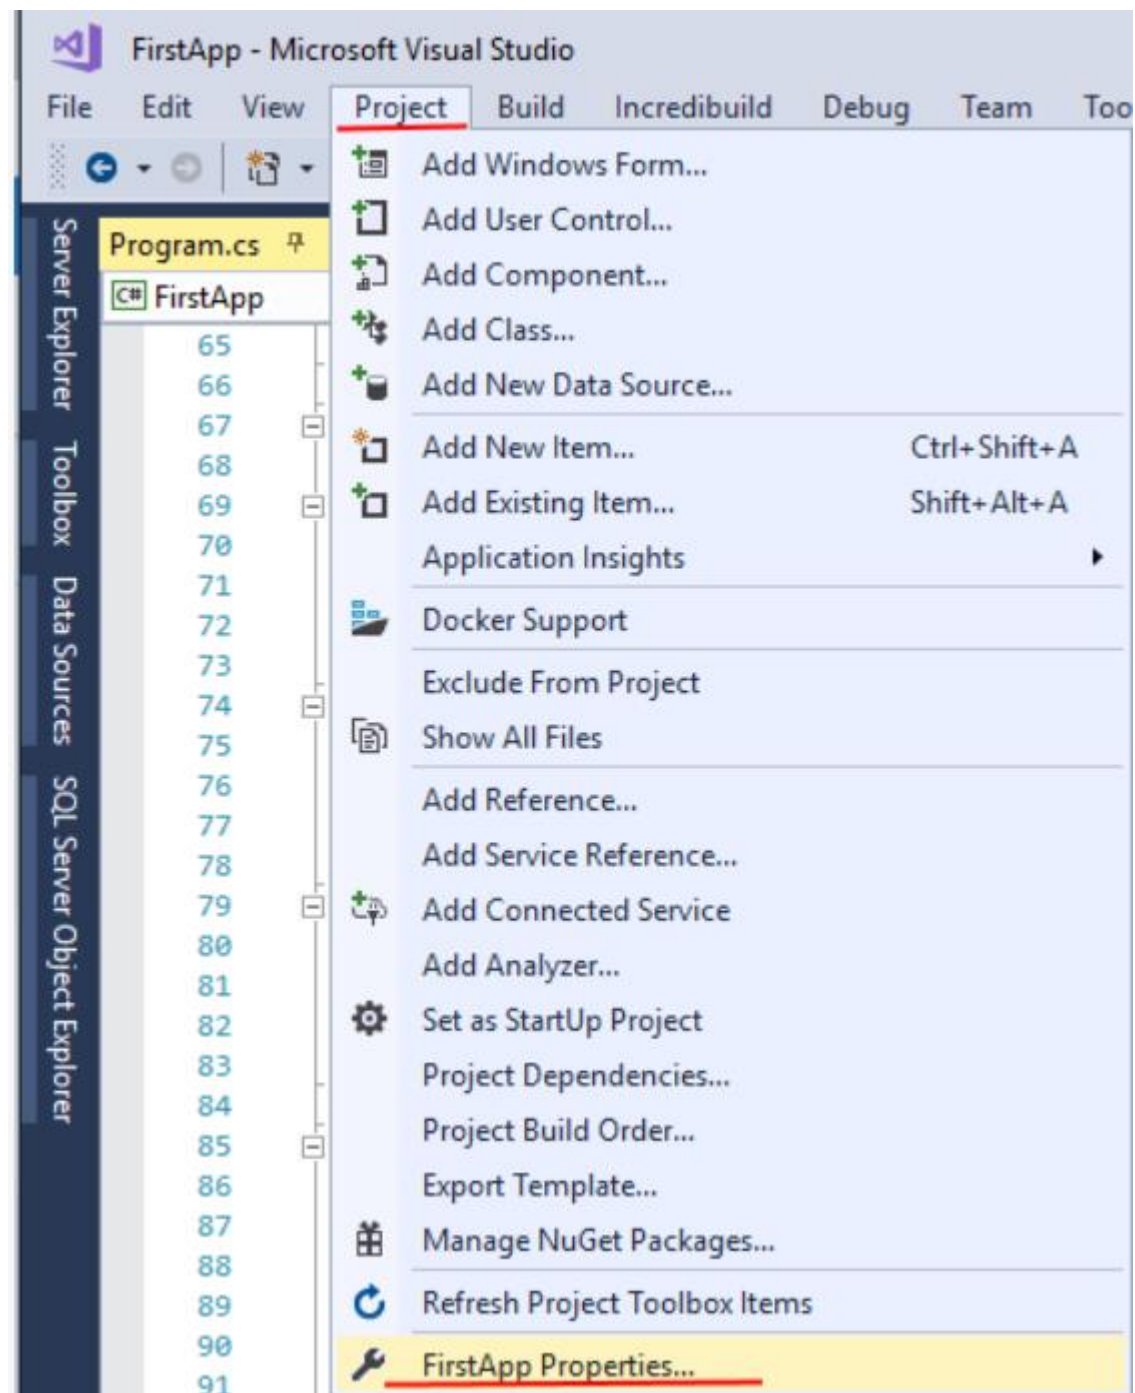 FirstApp - Microsoft Visual Studio
File Edit View Project Build Incredibuild Debug Team Too
Program.cs
C# FirstApp
Server Explorer
Toolbox
Data Sources
SQL Server Object Explorer
65
66
67
68
69
70
71
72
73
74
75
76
77
78
79
80
81
82
83
84
85
86
87
88
89
90
91
Add Windows Form...
Add User Control...
Add Component...
Add Class...
Add New Data Source...
Add New Item... Ctrl+Shift+A
Add Existing Item... Shift+Alt+A
Application Insights
Docker Support
Exclude From Project
Show All Files
Add Reference...
Add Service Reference...
Add Connected Service
Add Analyzer...
Set as StartUp Project
Project Dependencies...
Project Build Order...
Export Template...
Manage NuGet Packages...
Refresh Project Toolbox Items
FirstApp Properties...